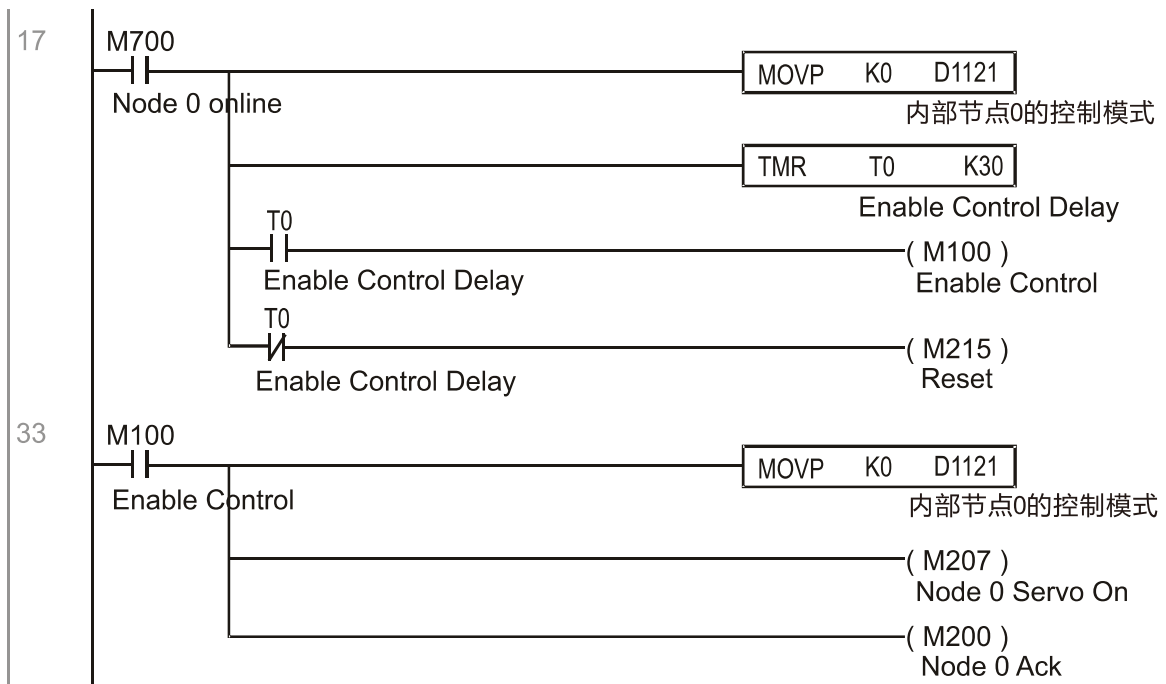 17
M700
Node 0 online
MOVP K0 D1121
内部节点0的控制模式
TMR T0 K30
Enable Control Delay
T0
Enable Control Delay
( M100 )
Enable Control
T0
Enable Control Delay
( M215 )
Reset
33
M100
Enable Control
MOVP K0 D1121
内部节点0的控制模式
( M207 )
Node 0 Servo On
( M200 )
Node 0 Ack